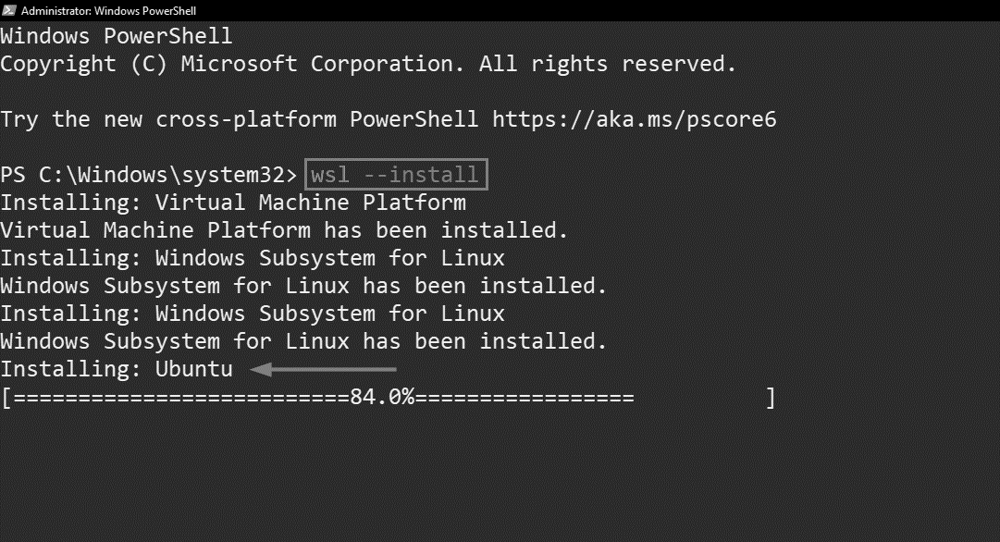 Administrator: Windows PowerShell
Windows PowerShell
Copyright (C) Microsoft Corporation. All rights reserved.
Try the new cross-platform PowerShell https://aka.ms/pscore6
PS C:\Windows\system32> wsl --install
Installing: Virtual Machine Platform
Virtual Machine Platform has been installed.
Installing: Windows Subsystem for Linux
Windows Subsystem for Linux has been installed.
Installing: Windows Subsystem for Linux
Windows Subsystem for Linux has been installed.
Installing: Ubuntu
[==========================84.0%=================          ]